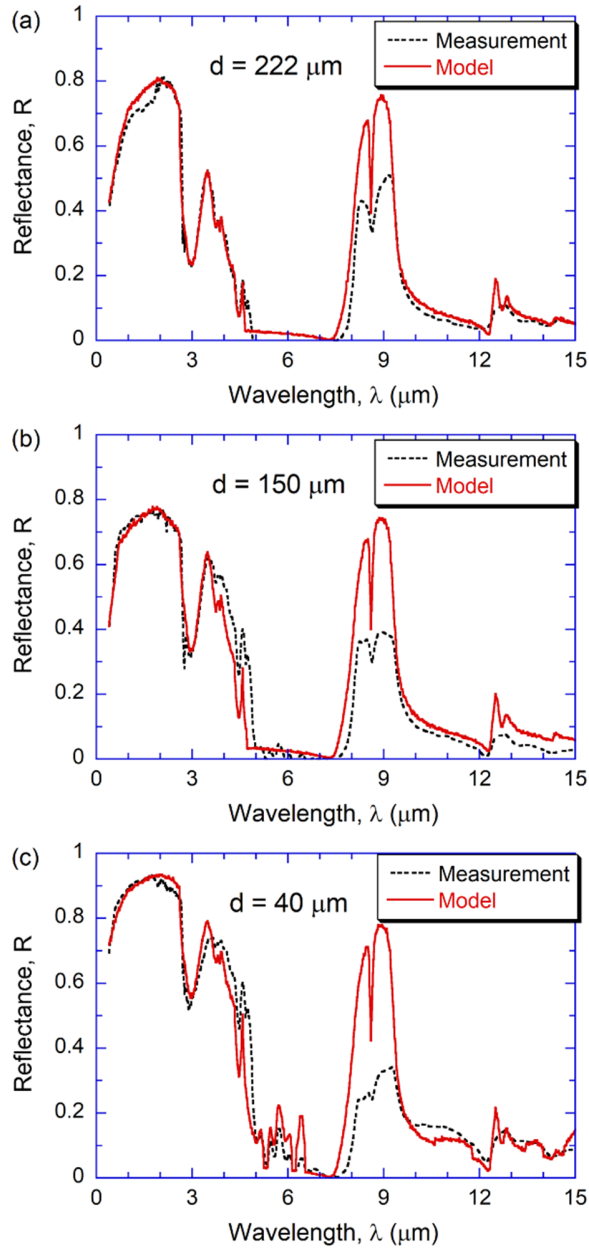 (a)
1
0.8
0.6
0.4
0.2
0
Reflectance, R
d = 222 μm
Measurement
Model
0 3 6 9 12 15
Wavelength, λ (μm)
(b)
1
0.8
0.6
0.4
0.2
0
Reflectance, R
d = 150 μm
Measurement
Model
0 3 6 9 12 15
Wavelength, λ (μm)
(c)
1
0.8
0.6
0.4
0.2
0
Reflectance, R
d = 40 μm
Measurement
Model
0 3 6 9 12 15
Wavelength, λ (μm)